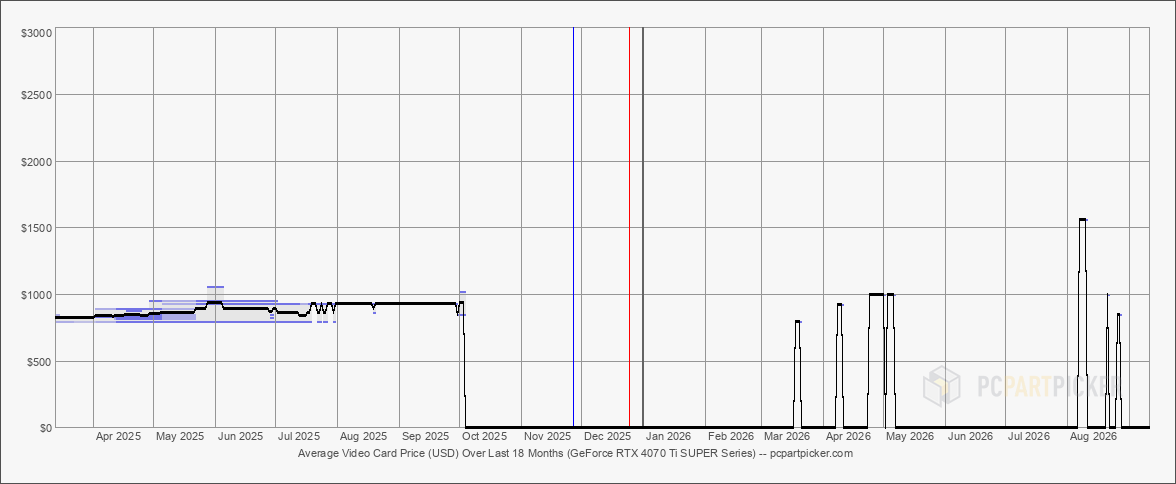 $3000
$2500
$2000
$1500
$1000
$500
$0
PCPARTPICKER
Apr 2025 May 2025 Jun 2025 Jul 2025 Aug 2025 Sep 2025 Oct 2025 Nov 2025 Dec 2025 Jan 2026 Feb 2026 Mar 2026 Apr 2026 May 2026 Jun 2026 Jul 2026 Aug 2026
Average Video Card Price (USD) Over Last 18 Months (GeForce RTX 4070 Ti SUPER Series) -- pcpartpicker.com